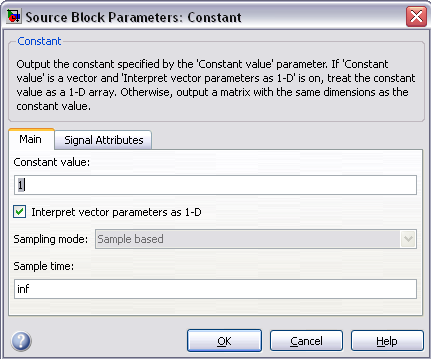 Source Block Parameters: Constant
Constant
Output the constant specified by the 'Constant value' parameter. If 'Constant
value' is a vector and 'Interpret vector parameters as 1-D' is on, treat the constant
value as a 1-D array. Otherwise, output a matrix with the same dimensions as the
constant value.
Main Signal Attributes
Constant value:
1
Interpret vector parameters as 1-D
Sampling mode: Sample based
Sample time:
inf
? OK Cancel Help